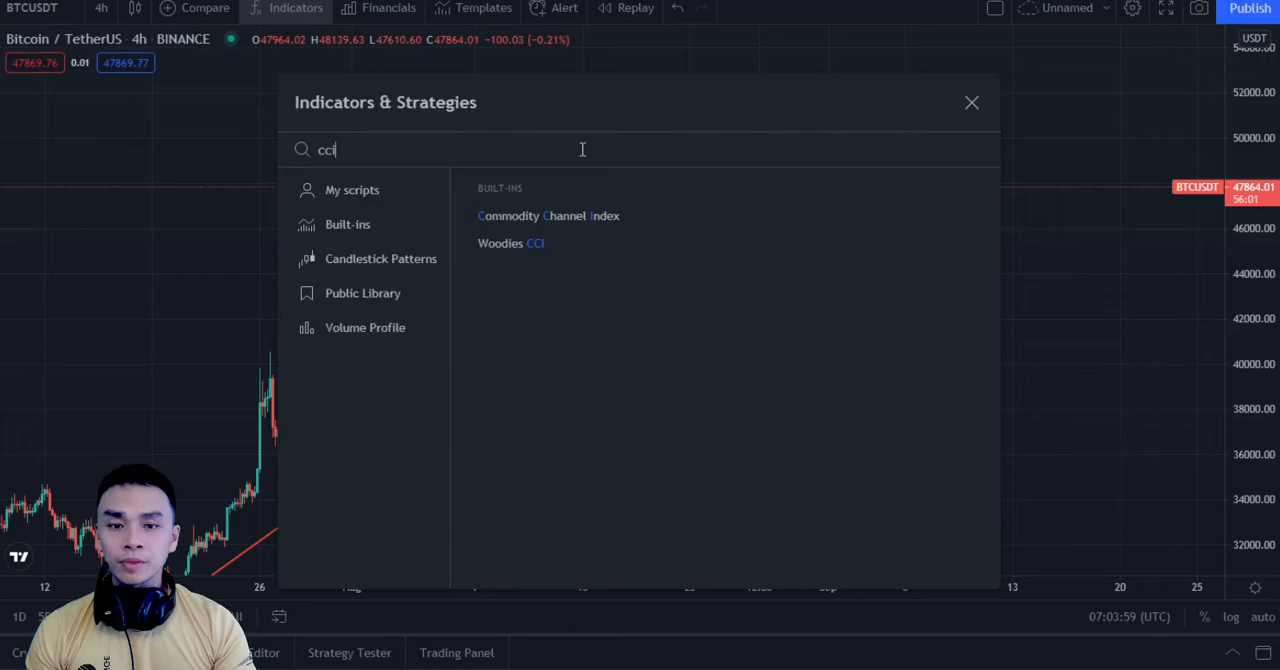 BTCUSDT 4h Compare Indicators Financials Templates Alert Replay Unnamed Publish
Bitcoin / TetherUS · 4h · BINANCE O47964.02 H48139.63 L47610.60 C47864.01 −100.03 (−0.21%) USDT
47869.76 0.01 47869.77
52000.00
Indicators & Strategies
50000.00
cci
BTCUSDT 47864.01
56:01
My scripts
Built-ins
Candlestick Patterns
Public Library
Volume Profile
BUILT-INS
Commodity Channel Index
Woodies CCI
46000.00
44000.00
42000.00
40000.00
38000.00
36000.00
34000.00
32000.00
12 26 13 20 25
1D 07:03:59 (UTC) % log auto
Strategy Tester Trading Panel